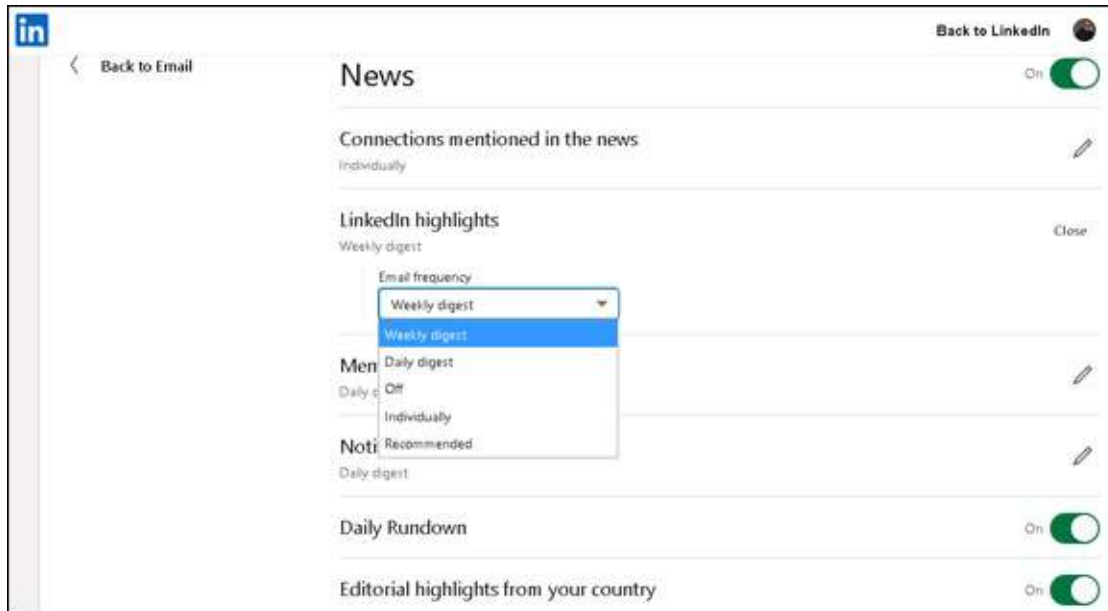 in
Back to LinkedIn
Back to Email
News
On
Connections mentioned in the news
Individually
LinkedIn highlights
Close
Weekly digest
Email frequency
Weekly digest
Weekly digest
Daily digest
Off
Individually
Recommended
Men
Daily
Noti
Daily digest
Daily Rundown
On
Editorial highlights from your country
On